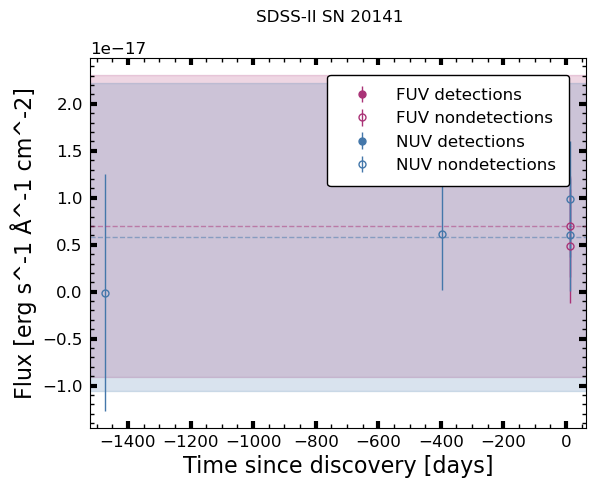 SDSS-II SN 20141
1e−17
FUV detections
FUV nondetections
NUV detections
NUV nondetections
2.0
1.5
1.0
0.5
0.0
−0.5
−1.0
Flux [erg s^-1 Å^-1 cm^-2]
−1400 −1200 −1000 −800 −600 −400 −200 0
Time since discovery [days]